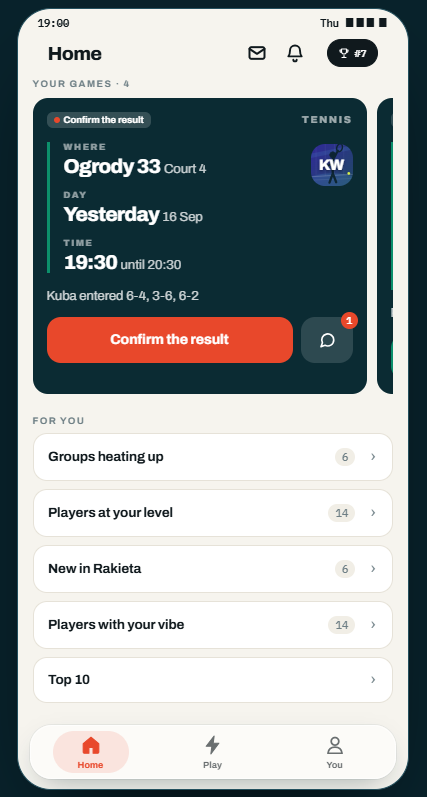 19:00 Thu
Home #7
YOUR GAMES · 4
Confirm the result TENNIS
WHERE
Ogrody 33 Court 4
KW
DAY
Yesterday 16 Sep
TIME
19:30 until 20:30
Kuba entered 6-4, 3-6, 6-2
Confirm the result 1
FOR YOU
Groups heating up 6 ›
Players at your level 14 ›
New in Rakieta 6 ›
Players with your vibe 14 ›
Top 10 ›
Home Play You